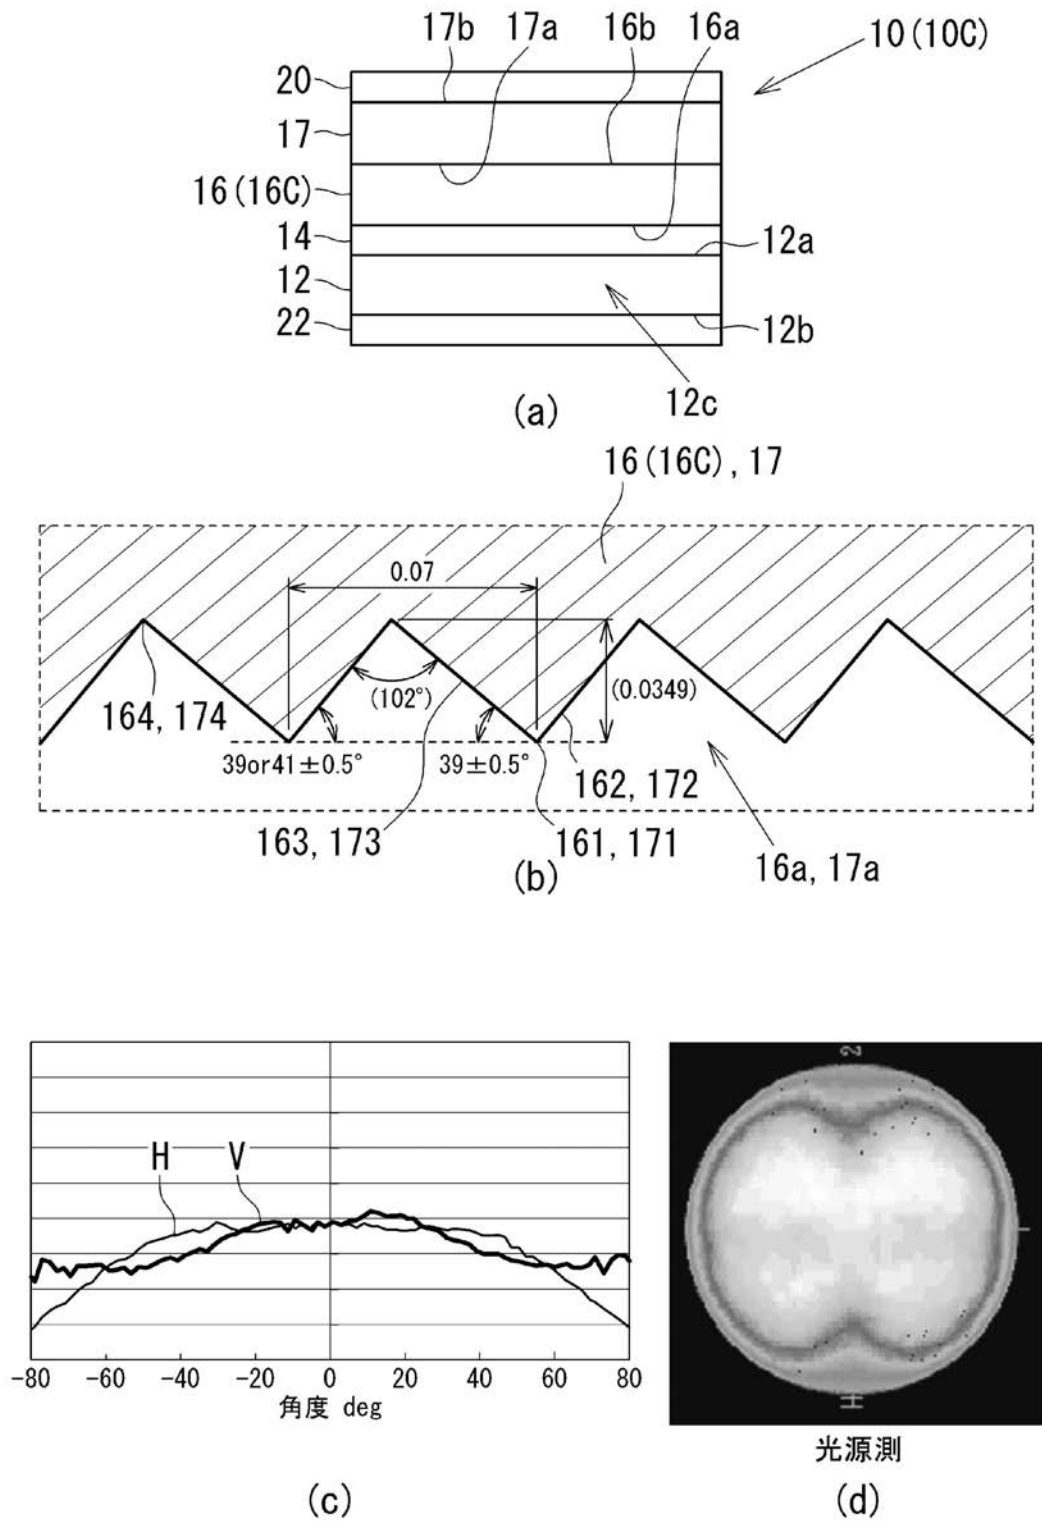 17b 17a 16b 16a
10(10C)
20
17
16(16C)
14
12a
12
22
12b
12c
(a)
16(16C),17
0.07
(102°)
(0.0349)
164,174
39or41±0.5°
39±0.5°
162,172
163,173
161,171
16a,17a
(b)
H V
-80 -60 -40 -20 0 20 40 60 80
角度 deg
(c)
2
H
光源測
(d)